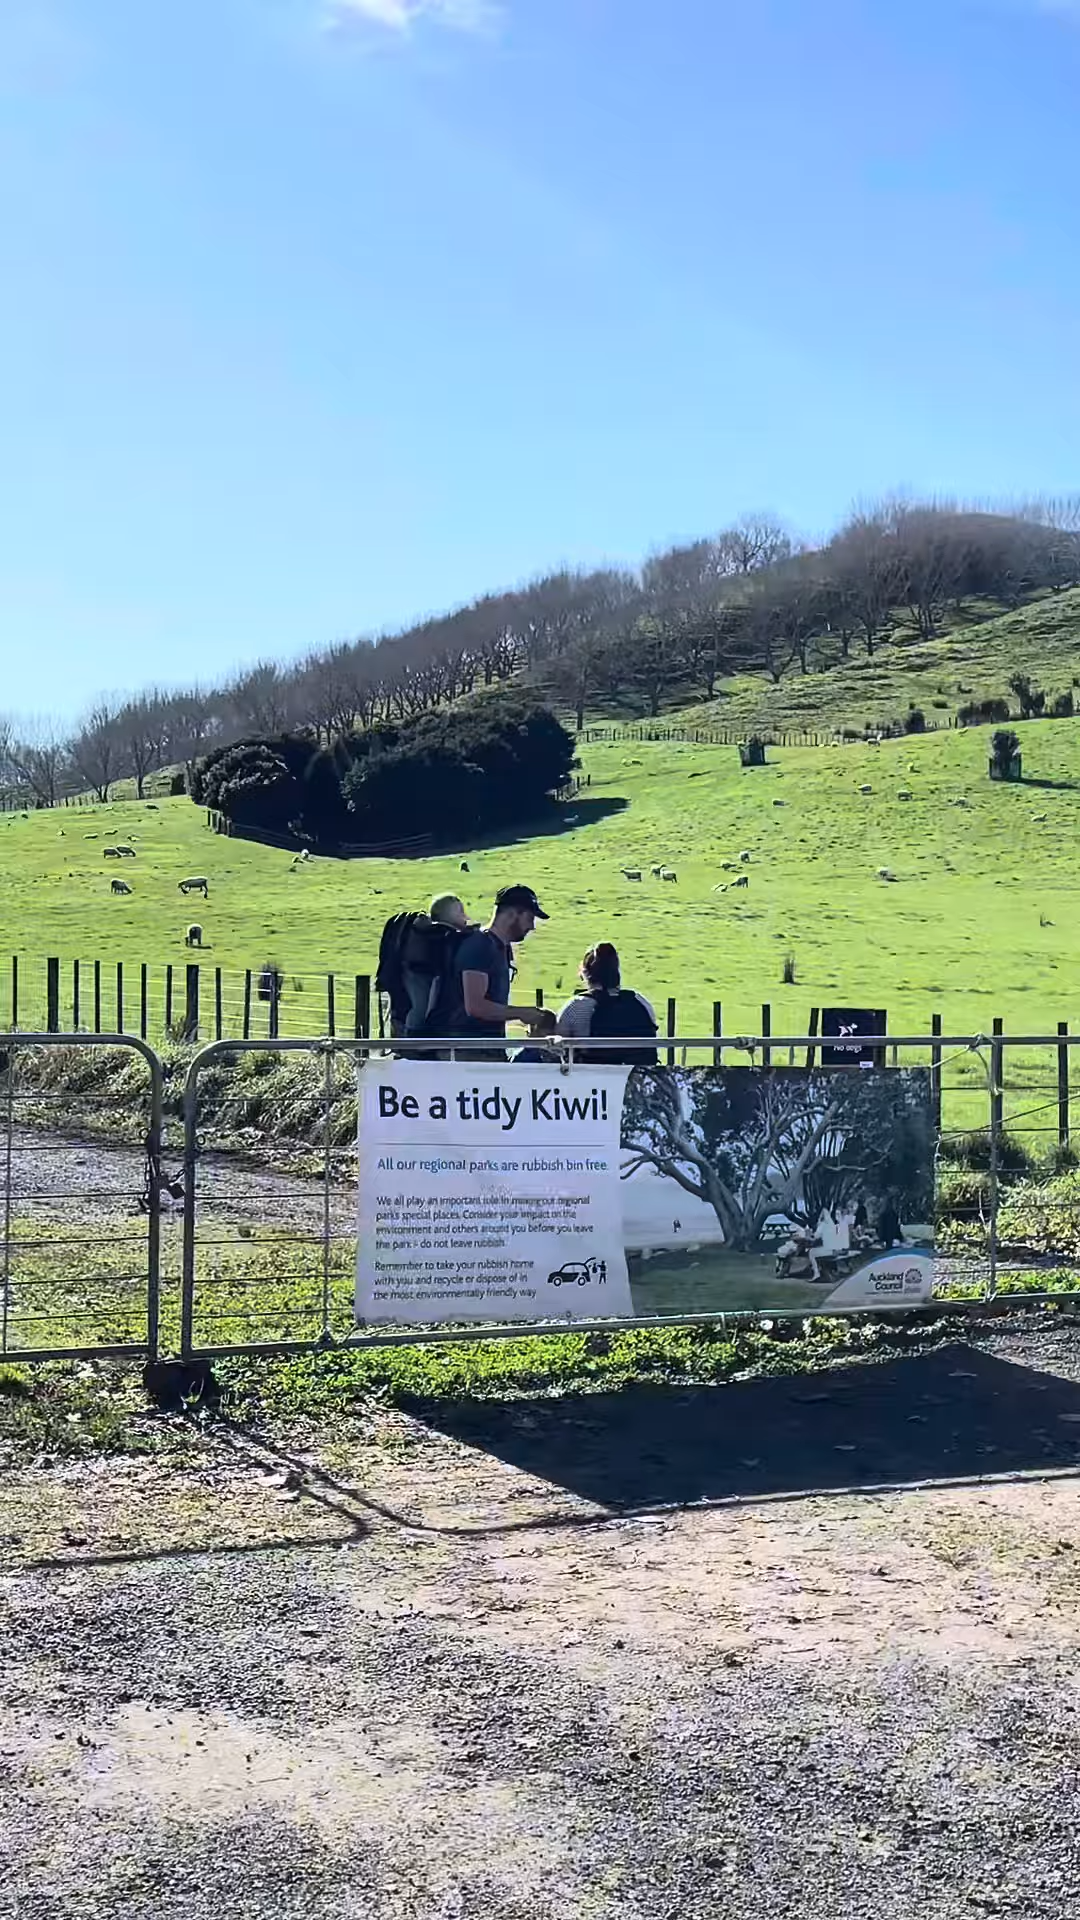 No dogs
Be a tidy Kiwi!
All our regional parks are rubbish bin free.
We all play an important role in making our regional
parks special places. Consider your impact on the
environment and others around you before you leave
the park - do not leave rubbish.
Remember to take your rubbish home
with you and recycle or dispose of in
the most environmentally friendly way
Auckland
Council